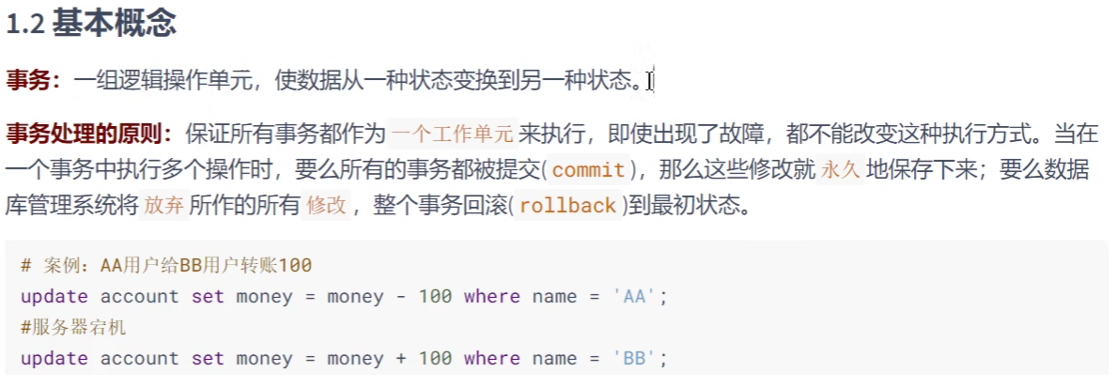 1.2 基本概念
事务：一组逻辑操作单元，使数据从一种状态变换到另一种状态。
事务处理的原则：保证所有事务都作为 一个工作单元 来执行，即使出现了故障，都不能改变这种执行方式。当在
一个事务中执行多个操作时，要么所有的事务都被提交( commit )，那么这些修改就 永久 地保存下来；要么数据
库管理系统将 放弃 所作的所有 修改 ，整个事务回滚( rollback )到最初状态。
# 案例：AA用户给BB用户转账100
update account set money = money - 100 where name = 'AA';
#服务器宕机
update account set money = money + 100 where name = 'BB';